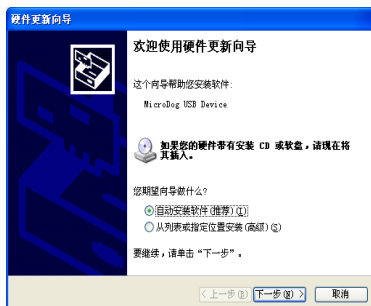 硬件更新向导
欢迎使用硬件更新向导
这个向导帮助您安装软件:
MicroDog USB Device
如果您的硬件带有安装 CD 或软盘，请现在将
其插入。
您期望向导做什么?
自动安装软件(推荐)(I)
从列表或指定位置安装(高级)(S)
要继续，请单击“下一步”。
<上一步(B)
下一步(N) >
取消